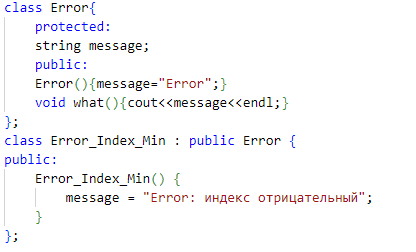 class Error{
    protected:
    string message;
    public:
    Error(){message="Error";}
    void what(){cout<<message<<endl;}
};
class Error_Index_Min : public Error {
public:
    Error_Index_Min() {
        message = "Error: индекс отрицательный";
    }
};